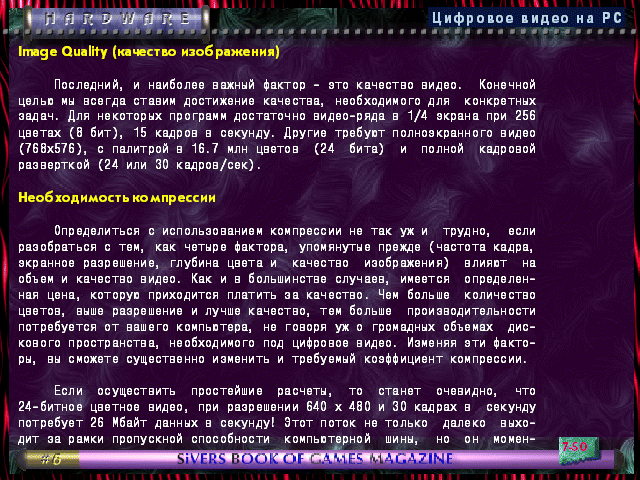 HARDWARE
Цифровое видео на PC
Image Quality (качество изображения)
Последний, и наиболее важный фактор - это качество видео. Конечной
целью мы всегда ставим достижение качества, необходимого для конкретных
задач. Для некоторых программ достаточно видео-ряда в 1/4 экрана при 256
цветах (8 бит), 15 кадров в секунду. Другие требуют полноэкранного видео
(768x576), с палитрой в 16.7 млн цветов (24 бита) и полной кадровой
разверткой (24 или 30 кадров/сек).
Необходимость компрессии
Определиться с использованием компрессии не так уж и трудно, если
разобраться с тем, как четыре фактора, упомянутые прежде (частота кадра,
экранное разрешение, глубина цвета и качество изображения) влияют на
объем и качество видео. Как и в большинстве случаев, имеется определен-
ная цена, которую приходится платить за качество. Чем больше количество
цветов, выше разрешение и лучше качество, тем больше производительности
потребуется от вашего компьютера, не говоря уж о громадных объемах дис-
кового пространства, необходимого под цифровое видео. Изменяя эти факто-
ры, вы сможете существенно изменить и требуемый коэффициент компрессии.
Если осуществить простейшие расчеты, то станет очевидно, что
24-битное цветное видео, при разрешении 640 x 480 и 30 кадрах в секунду
потребует 26 Мбайт данных в секунду! Этот поток не только далеко выхо-
дит за рамки пропускной способности компьютерной шины, но он момен-
7-50
#6
SiVERS BOOK OF GAMES MAGAZINE